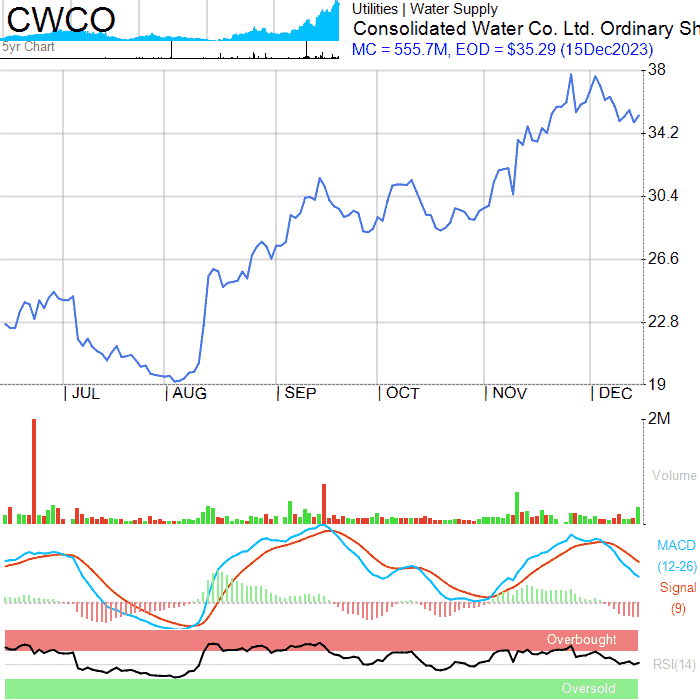 CWCO
5yr Chart
Utilities | Water Supply
Consolidated Water Co. Ltd. Ordinary Sh
MC = 555.7M, EOD = $35.29 (15Dec2023)
38
34.2
30.4
26.6
22.8
19
| JUL | AUG | SEP | OCT | NOV | DEC
2M
Volume
MACD
(12-26)
Signal
(9)
Overbought
RSI(14)
Oversold